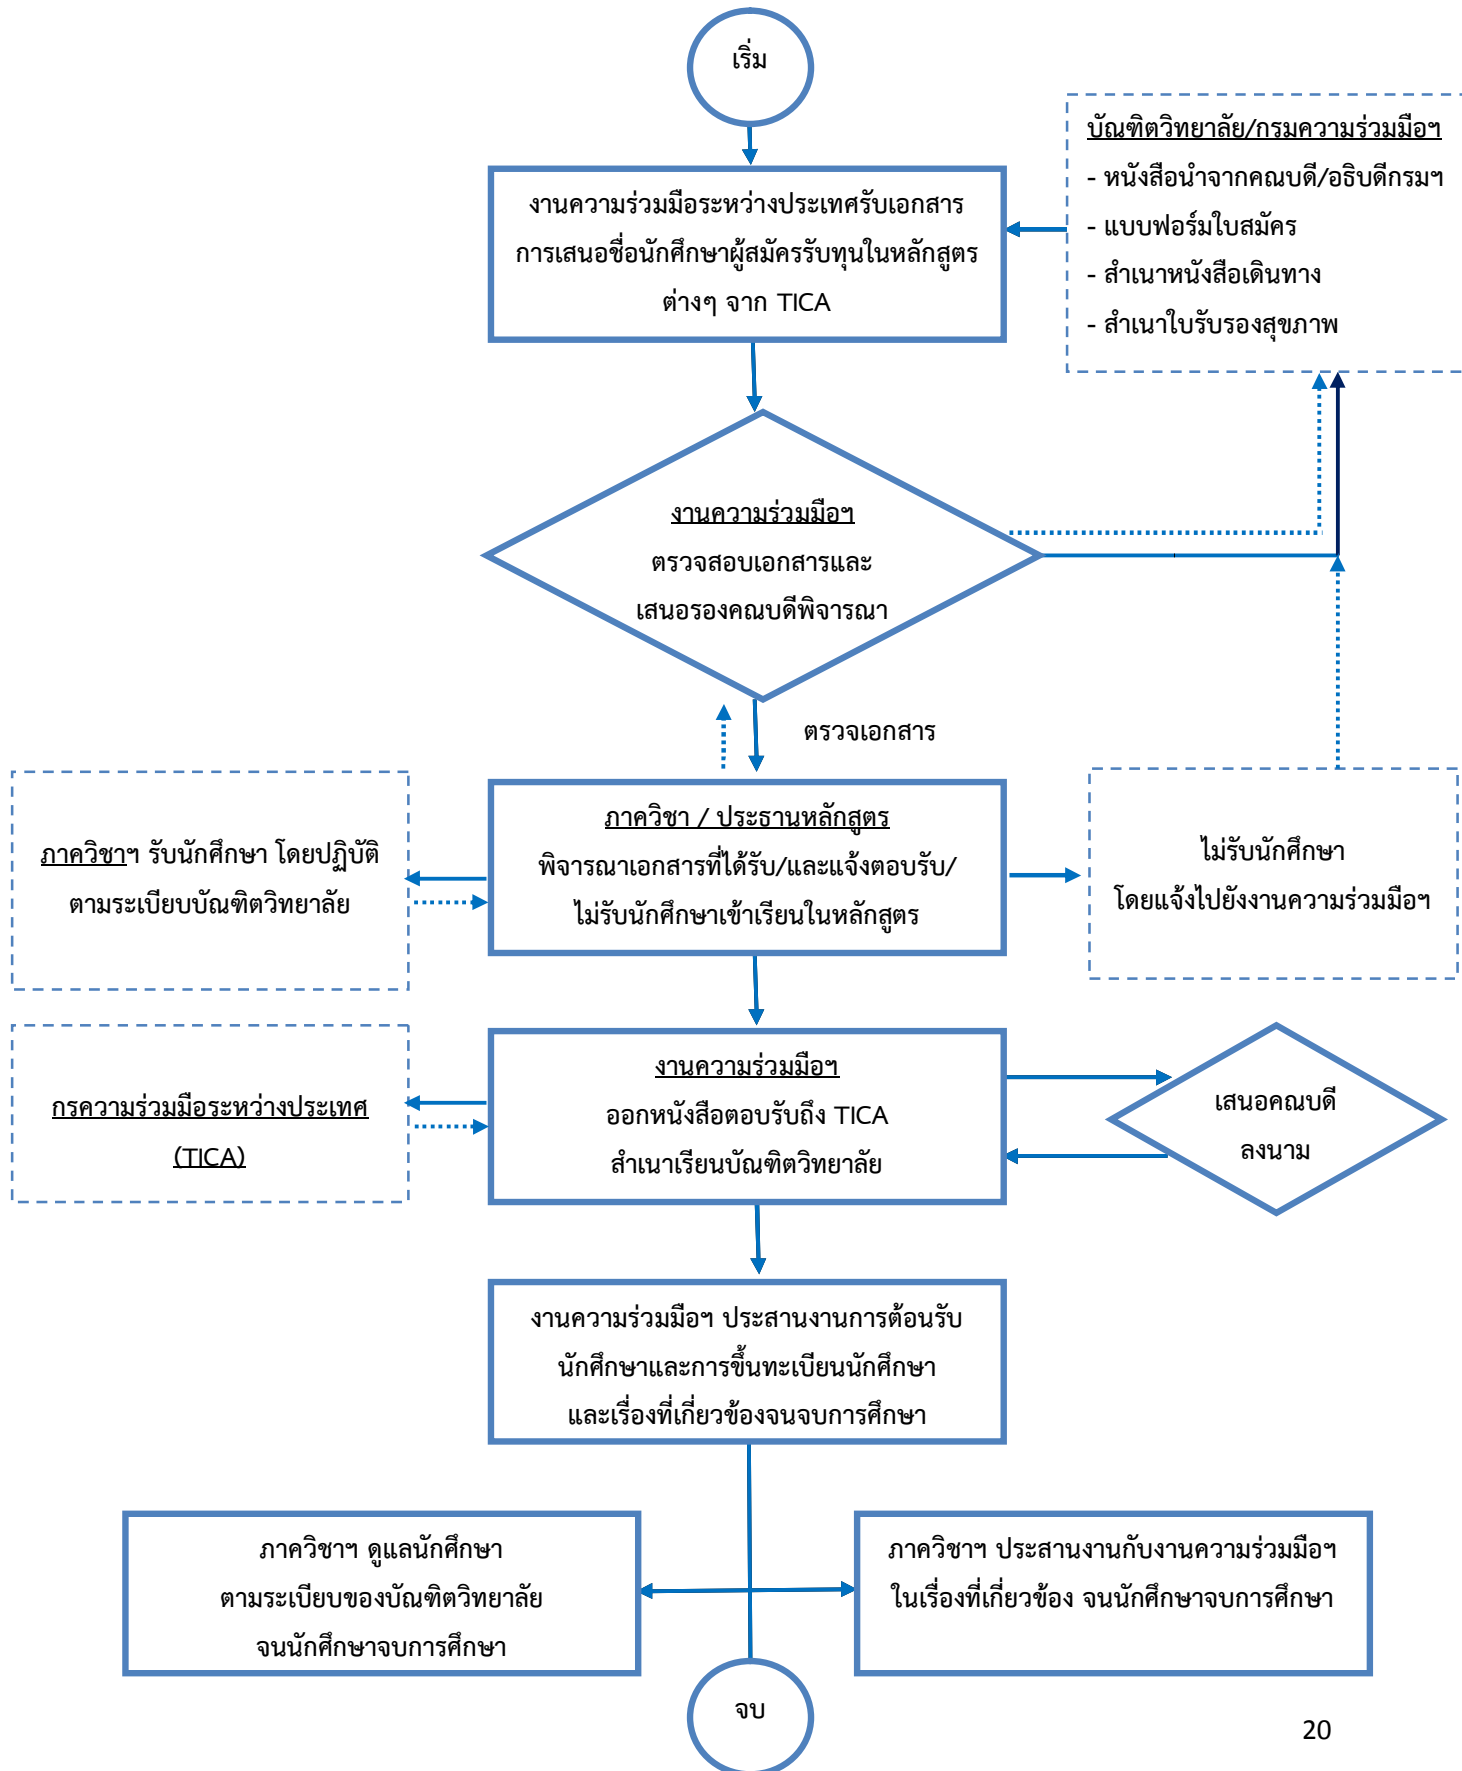 เริ่ม
บัณฑิตวิทยาลัย/กรมความร่วมมือฯ
- หนังสือนำจากคณบดี/อธิบดีกรมฯ
- แบบฟอร์มใบสมัคร
- สำเนาหนังสือเดินทาง
- สำเนาใบรับรองสุขภาพ
งานความร่วมมือระหว่างประเทศรับเอกสาร
การเสนอชื่อนักศึกษาผู้สมัครรับทุนในหลักสูตร
ต่างๆ จาก TICA
งานความร่วมมือฯ
ตรวจสอบเอกสารและ
เสนอรองคณบดีพิจารณา
ตรวจเอกสาร
ภาควิชาฯ รับนักศึกษา โดยปฏิบัติ
ตามระเบียบบัณฑิตวิทยาลัย
ภาควิชา / ประธานหลักสูตร
พิจารณาเอกสารที่ได้รับ/และแจ้งตอบรับ/
ไม่รับนักศึกษาเข้าเรียนในหลักสูตร
ไม่รับนักศึกษา
โดยแจ้งไปยังงานความร่วมมือฯ
กรความร่วมมือระหว่างประเทศ
(TICA)
งานความร่วมมือฯ
ออกหนังสือตอบรับถึง TICA
สำเนาเรียนบัณฑิตวิทยาลัย
เสนอคณบดี
ลงนาม
งานความร่วมมือฯ ประสานงานการต้อนรับ
นักศึกษาและการขึ้นทะเบียนนักศึกษา
และเรื่องที่เกี่ยวข้องจนจบการศึกษา
ภาควิชาฯ ดูแลนักศึกษา
ตามระเบียบของบัณฑิตวิทยาลัย
จนนักศึกษาจบการศึกษา
ภาควิชาฯ ประสานงานกับงานความร่วมมือฯ
ในเรื่องที่เกี่ยวข้อง จนนักศึกษาจบการศึกษา
จบ
20